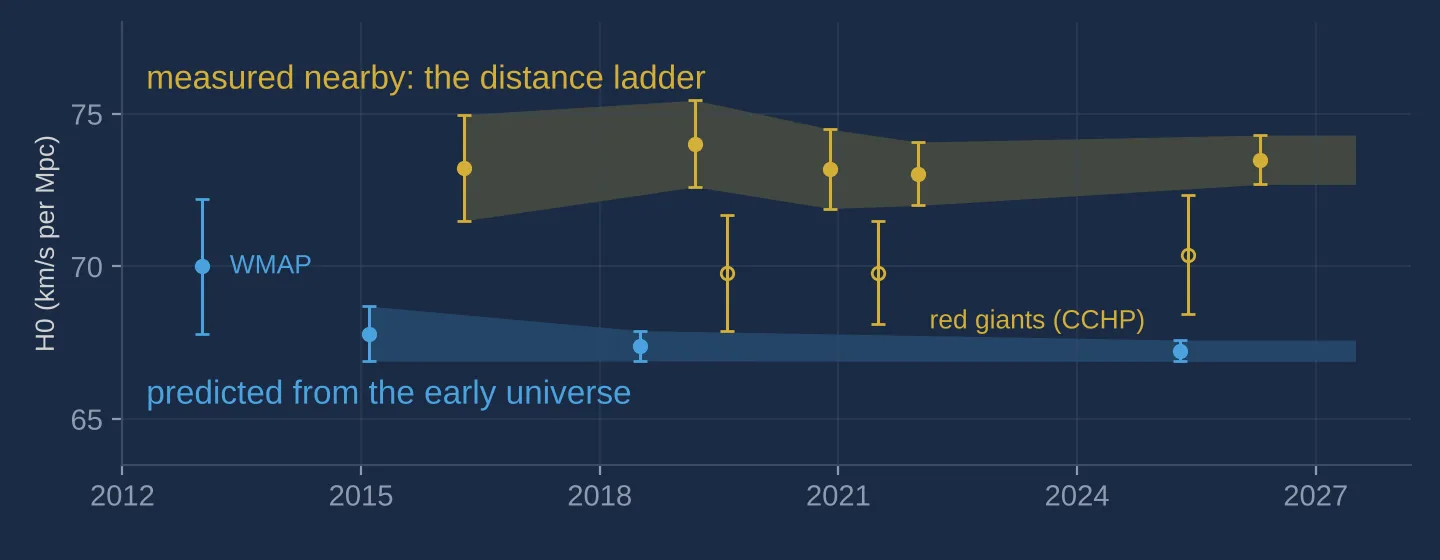 measured nearby: the distance ladder
75
H0 (km/s per Mpc)
70
WMAP
red giants (CCHP)
predicted from the early universe
65
2012 2015 2018 2021 2024 2027